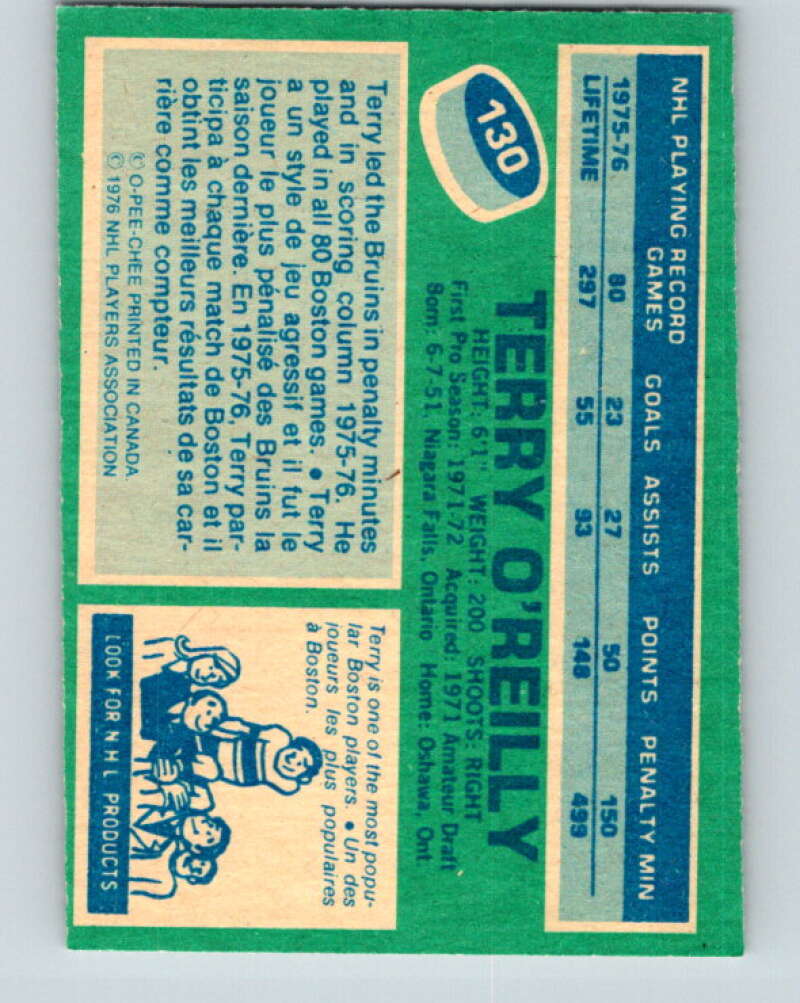 NHL PLAYING RECORD
GAMES GOALS ASSISTS POINTS PENALTY MIN
1975-76 80 23 27 50 150
LIFETIME 297 55 93 148 499
130
TERRY O'REILLY
HEIGHT: 6'1" WEIGHT: 200 SHOOTS: RIGHT
First Pro Season: 1971-72 Acquired: 1971 Amateur Draft
Born: 6-7-51, Niagara Falls, Ontario Home: Oshawa, Ont.
Terry led the Bruins in penalty minutes
and in scoring column 1975-76. He
played in all 80 Boston games. • Terry
a un style de jeu agressif et il fut le
joueur le plus pénalisé des Bruins la
saison dernière. En 1975-76, Terry par-
ticipa à chaque match de Boston et il
obtint les meilleurs résultats de sa car-
rière comme compteur.
© O-PEE-CHEE PRINTED IN CANADA.
© 1976 NHL PLAYERS ASSOCIATION
Terry is one of the most popu-
lar Boston players. • Un des
joueurs les plus populaires
à Boston.
LOOK FOR NHL PRODUCTS